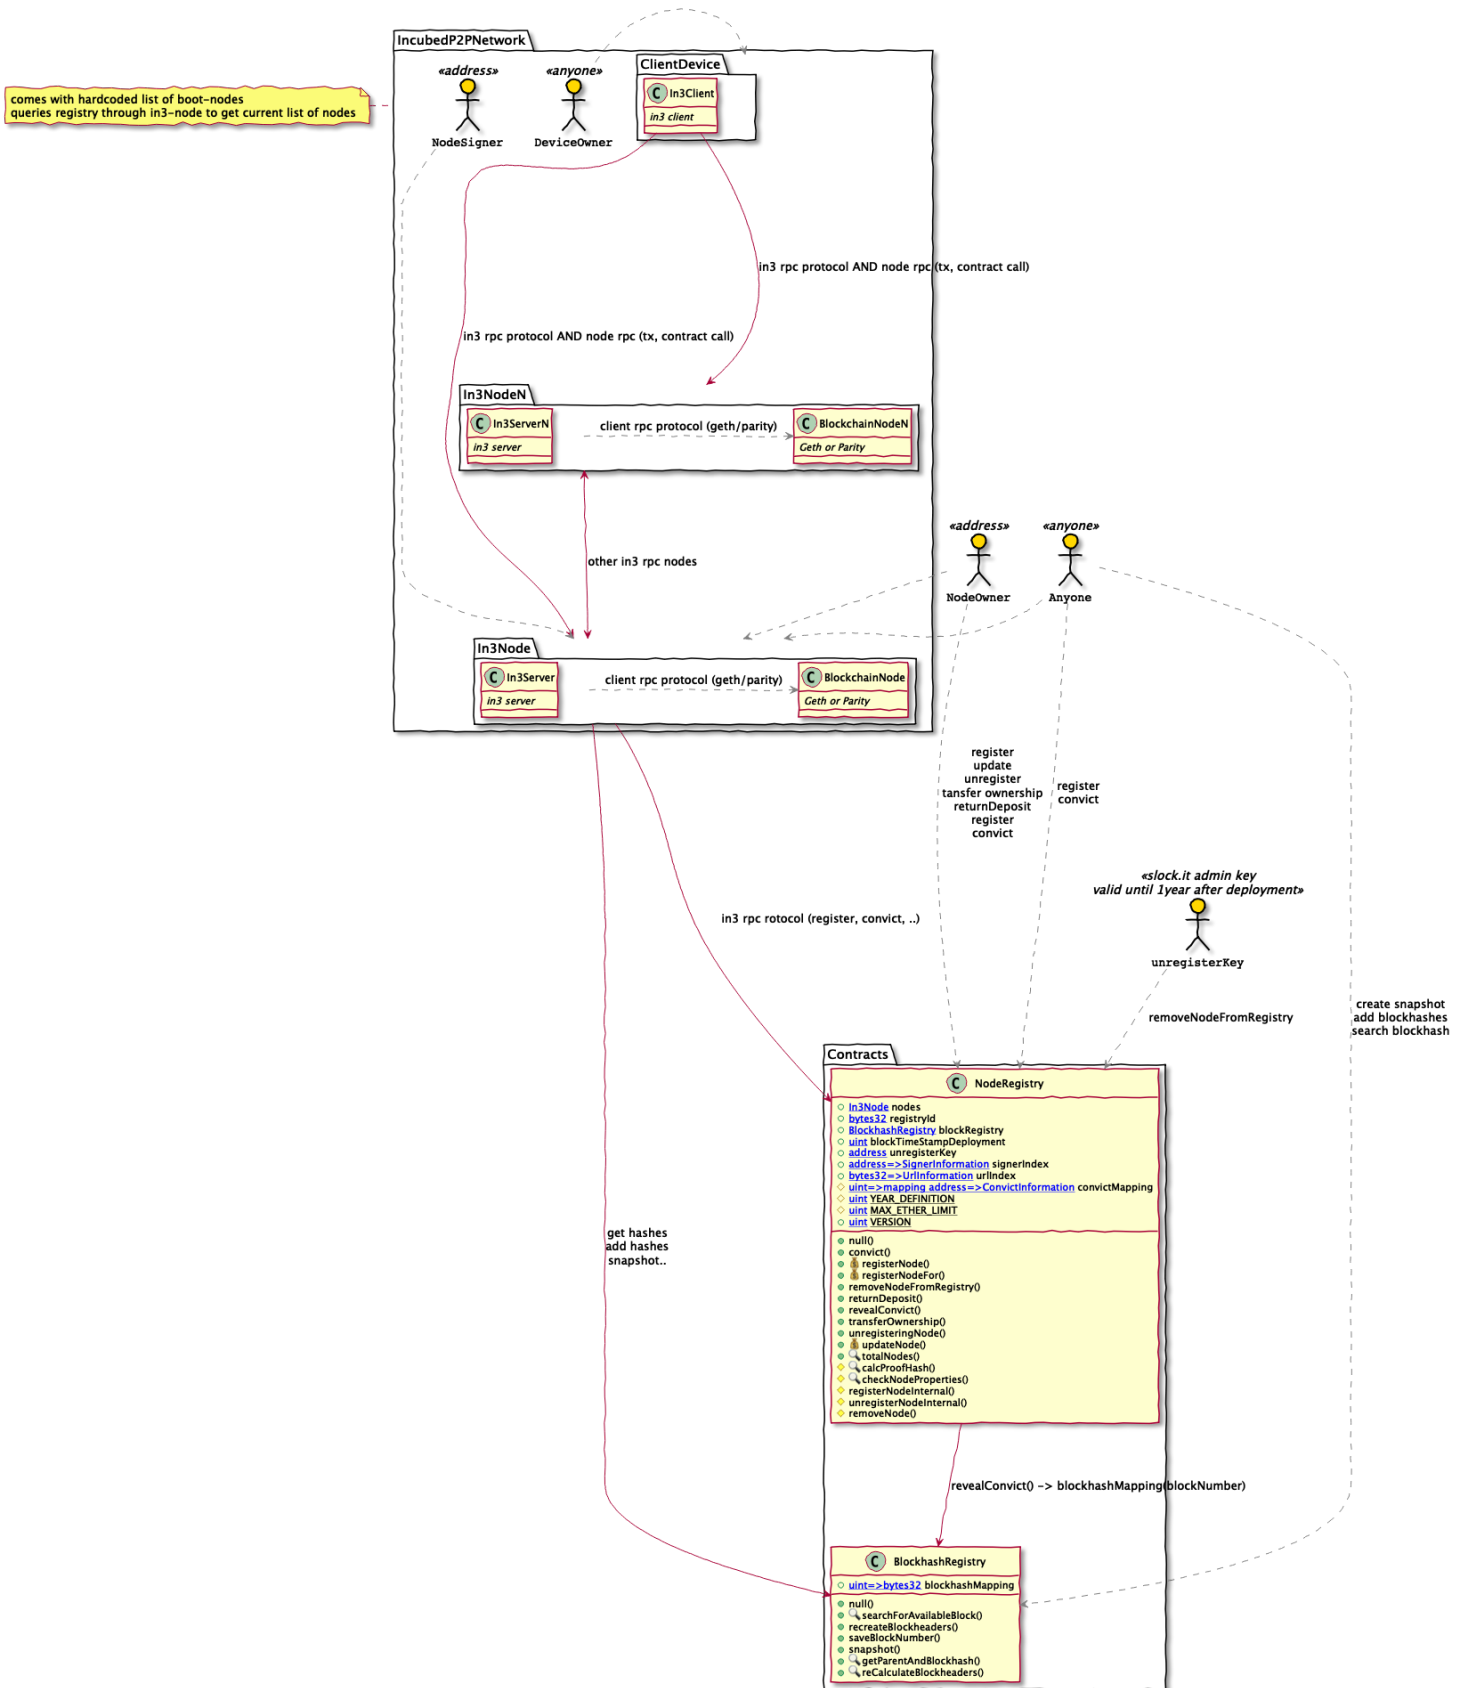 IncubedP2PNetwork
comes with hardcoded list of boot-nodes
queries registry through in3-node to get current list of nodes
«address»
NodeSigner
«anyone»
DeviceOwner
ClientDevice
C In3Client
in3 client
in3 rpc protocol AND node rpc (tx, contract call)
in3 rpc protocol AND node rpc (tx, contract call)
In3NodeN
C In3ServerN
in3 server
client rpc protocol (geth/parity)
C BlockchainNodeN
Geth or Parity
other in3 rpc nodes
«address»
NodeOwner
«anyone»
Anyone
In3Node
C In3Server
in3 server
client rpc protocol (geth/parity)
C BlockchainNode
Geth or Parity
register
update
unregister
tansfer ownership
returnDeposit
register
convict
register
convict
in3 rpc rotocol (register, convict, ..)
«slock.it admin key
valid until 1year after deployment»
unregisterKey
removeNodeFromRegistry
create snapshot
add blockhashes
search blockhash
get hashes
add hashes
snapshot..
Contracts
C NodeRegistry
In3Node nodes
bytes32 registryId
BlockhashRegistry blockRegistry
uint blockTimeStampDeployment
address unregisterKey
address=>SignerInformation signerIndex
bytes32=>UrlInformation urlIndex
uint=>mapping address=>ConvictInformation convictMapping
uint YEAR_DEFINITION
uint MAX_ETHER_LIMIT
uint VERSION
null()
convict()
registerNode()
registerNodeFor()
removeNodeFromRegistry()
returnDeposit()
revealConvict()
transferOwnership()
unregisteringNode()
updateNode()
totalNodes()
calcProofHash()
checkNodeProperties()
registerNodeInternal()
unregisterNodeInternal()
removeNode()
revealConvict() -> blockhashMapping(blockNumber)
C BlockhashRegistry
uint=>bytes32 blockhashMapping
null()
searchForAvailableBlock()
recreateBlockheaders()
saveBlockNumber()
snapshot()
getParentAndBlockhash()
reCalculateBlockheaders()